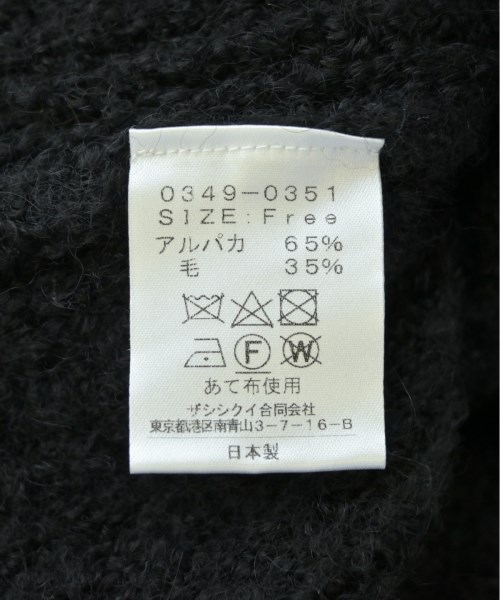 0349-0351
SIZE:Free
アルパカ 65%
毛 35%
F W
あて布使用
ザシシクイ合同会社
東京都港区南青山3-7-16-B
日本製